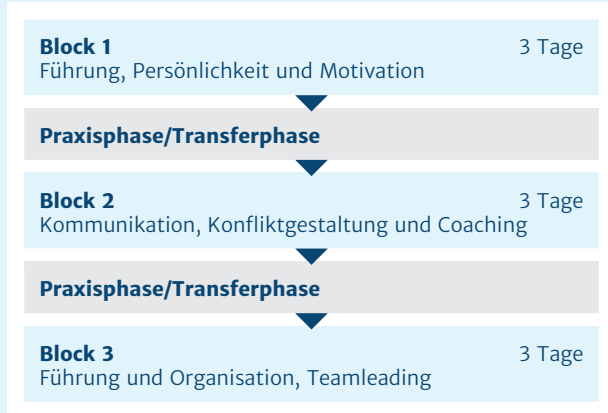 Block 1 3 Tage
Führung, Persönlichkeit und Motivation
Praxisphase/Transferphase
Block 2 3 Tage
Kommunikation, Konfliktgestaltung und Coaching
Praxisphase/Transferphase
Block 3 3 Tage
Führung und Organisation, Teamleading